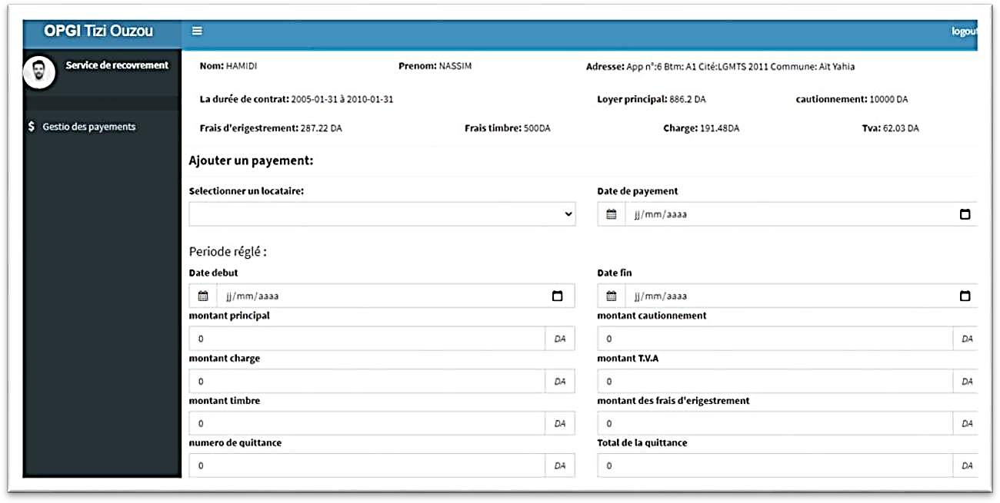 OPGI Tizi Ouzou logout
Service de recovrement
Nom: HAMIDI Prenom: NASSIM Adresse: App n°:6 Btm: A1 Cité:LGMTS 2011 Commune: Aït Yahia
La durée de contrat: 2005-01-31 à 2010-01-31 Loyer principal: 886.2 DA cautionnement: 10000 DA
$ Gestio des payements
Frais d'erigestrement: 287.22 DA Frais timbre: 500DA Charge: 191.48DA Tva: 62.03 DA
Ajouter un payement:
Selectionner un locataire: Date de payement
jj/mm/aaaa
Periode réglé :
Date debut Date fin
jj/mm/aaaa jj/mm/aaaa
montant principal montant cautionnement
0 DA 0 DA
montant charge montant T.V.A
0 DA 0 DA
montant timbre montant des frais d'erigestrement
0 DA 0 DA
numero de quittance Total de la quittance
0 DA 0 DA